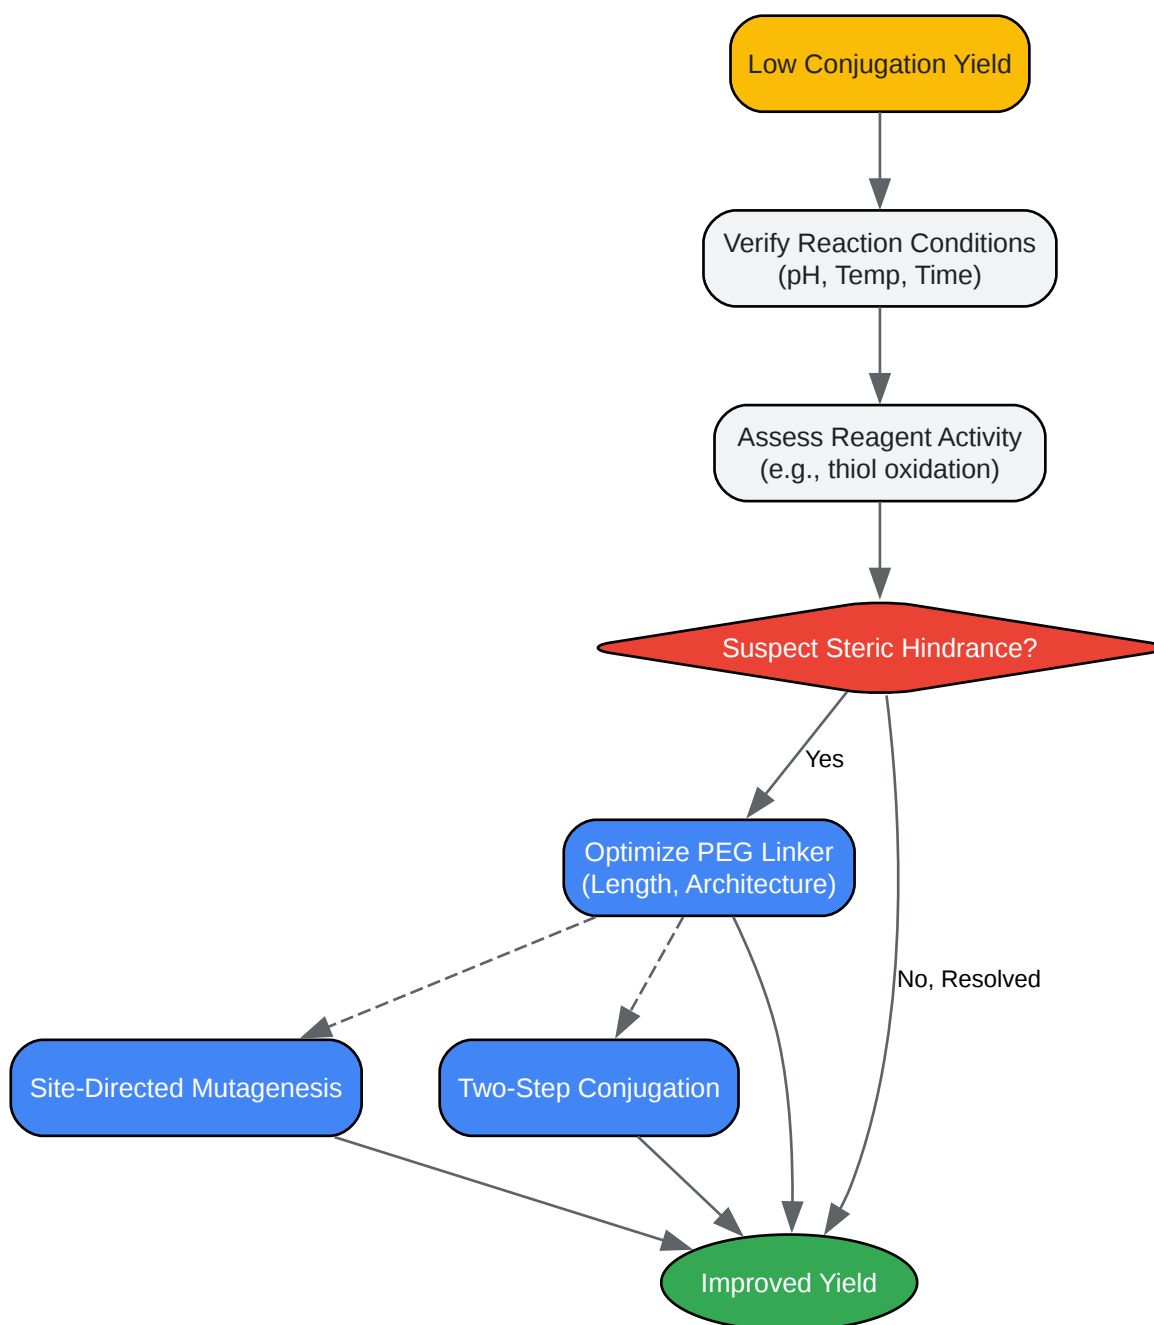 Low Conjugation Yield
Verify Reaction Conditions
(pH, Temp, Time)
Assess Reagent Activity
(e.g., thiol oxidation)
Suspect Steric Hindrance?
Yes
Optimize PEG Linker
(Length, Architecture)
No, Resolved
Site-Directed Mutagenesis
Two-Step Conjugation
Improved Yield